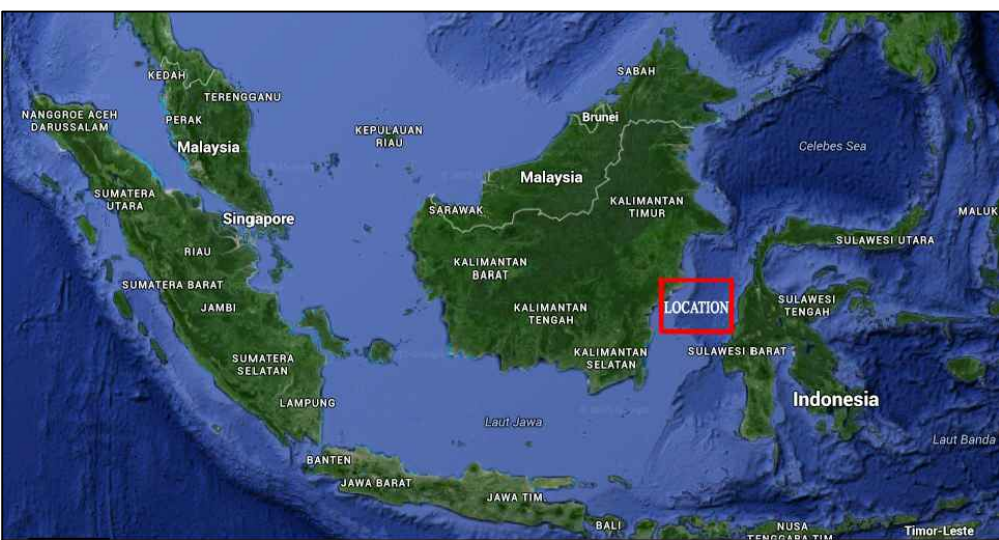 SABAH
KEDAH
TERENGGANU
NANGGROE ACEH
DARUSSALAM
PERAK
Brunei
KEPULAUAN
RIAU
Malaysia
Celebes Sea
Malaysia
SUMATERA
UTARA
KALIMANTAN
TIMUR
SARAWAK
MALUK
Singapore
SULAWESI UTARA
RIAU
KALIMANTAN
BARAT
SUMATERA BARAT
JAMBI
KALIMANTAN
TENGAH
LOCATION
SULAWESI
TENGAH
SUMATERA
SELATAN
KALIMANTAN
SELATAN
SULAWESI BARAT
LAMPUNG
Indonesia
Laut Jawa
Laut Banda
BANTEN
JAWA BARAT
JAWA TIM
BALI
NUSA
TENGGARA TIM
Timor-Leste